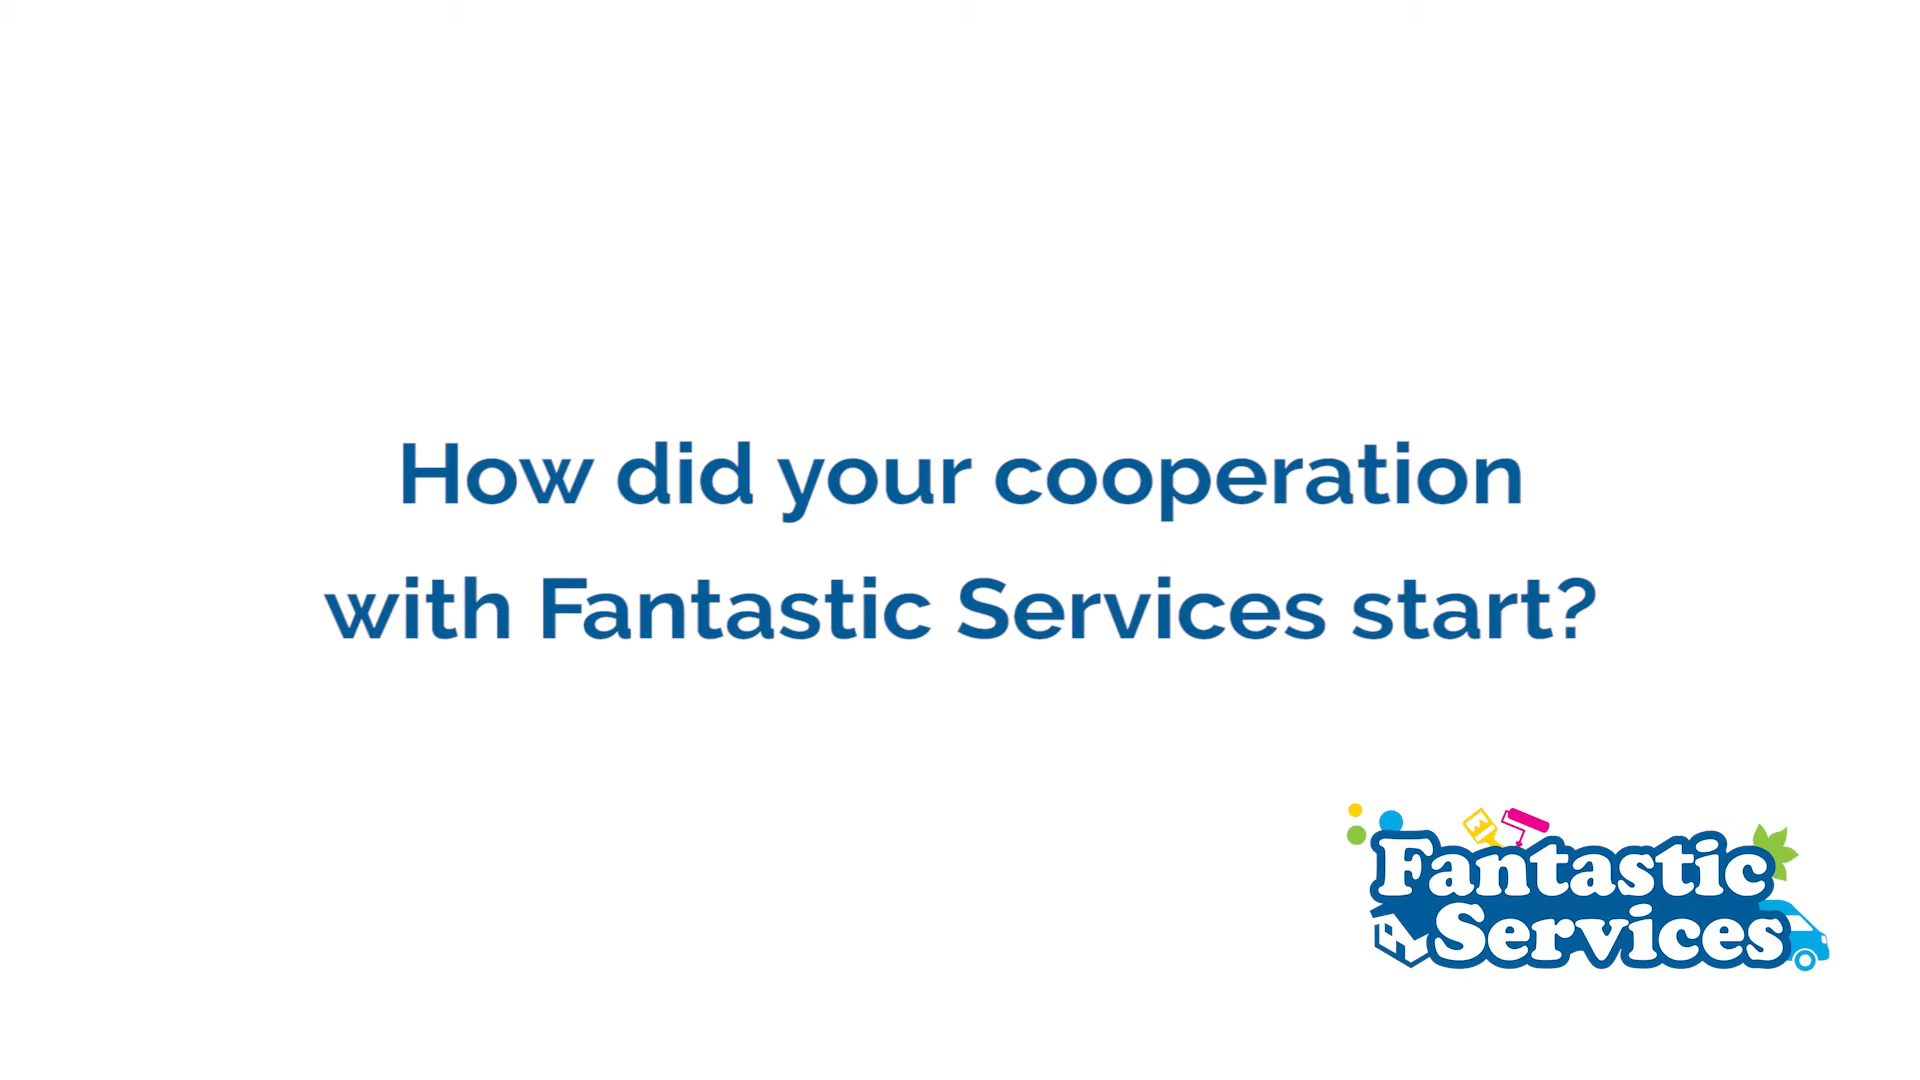 How did your cooperation
with Fantastic Services start?
Fantastic
Services